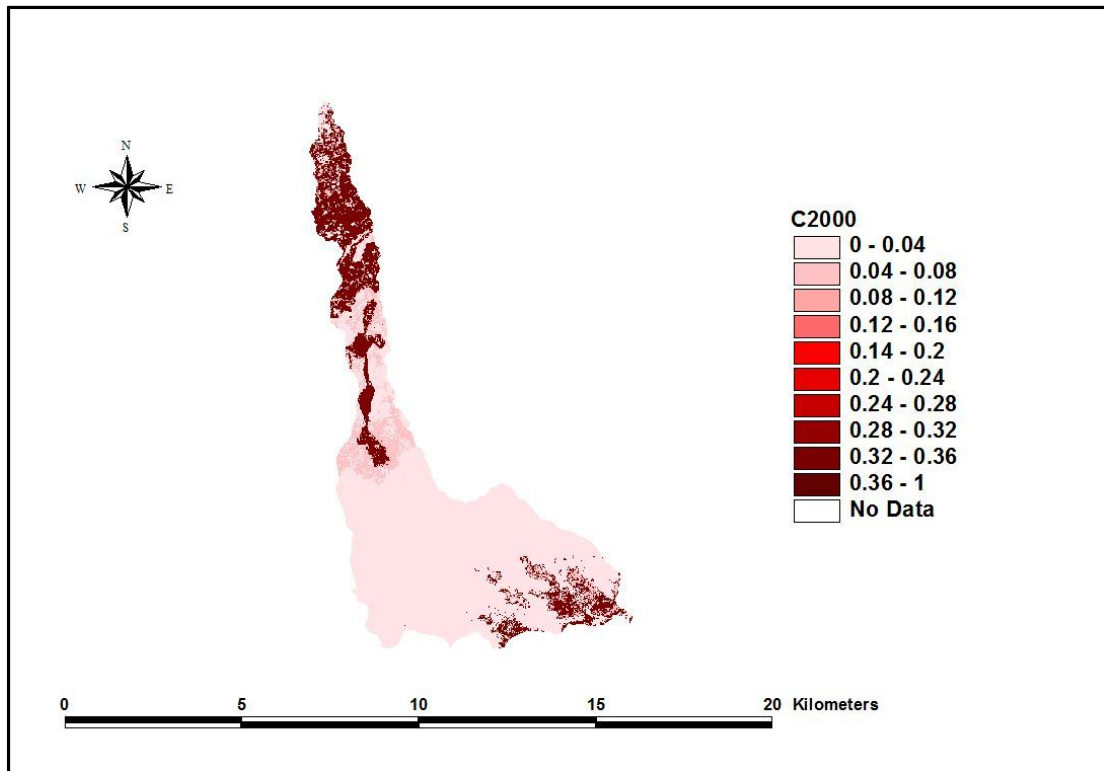 N
W E
S
C2000
0 - 0.04
0.04 - 0.08
0.08 - 0.12
0.12 - 0.16
0.14 - 0.2
0.2 - 0.24
0.24 - 0.28
0.28 - 0.32
0.32 - 0.36
0.36 - 1
No Data
0 5 10 15 20 Kilometers